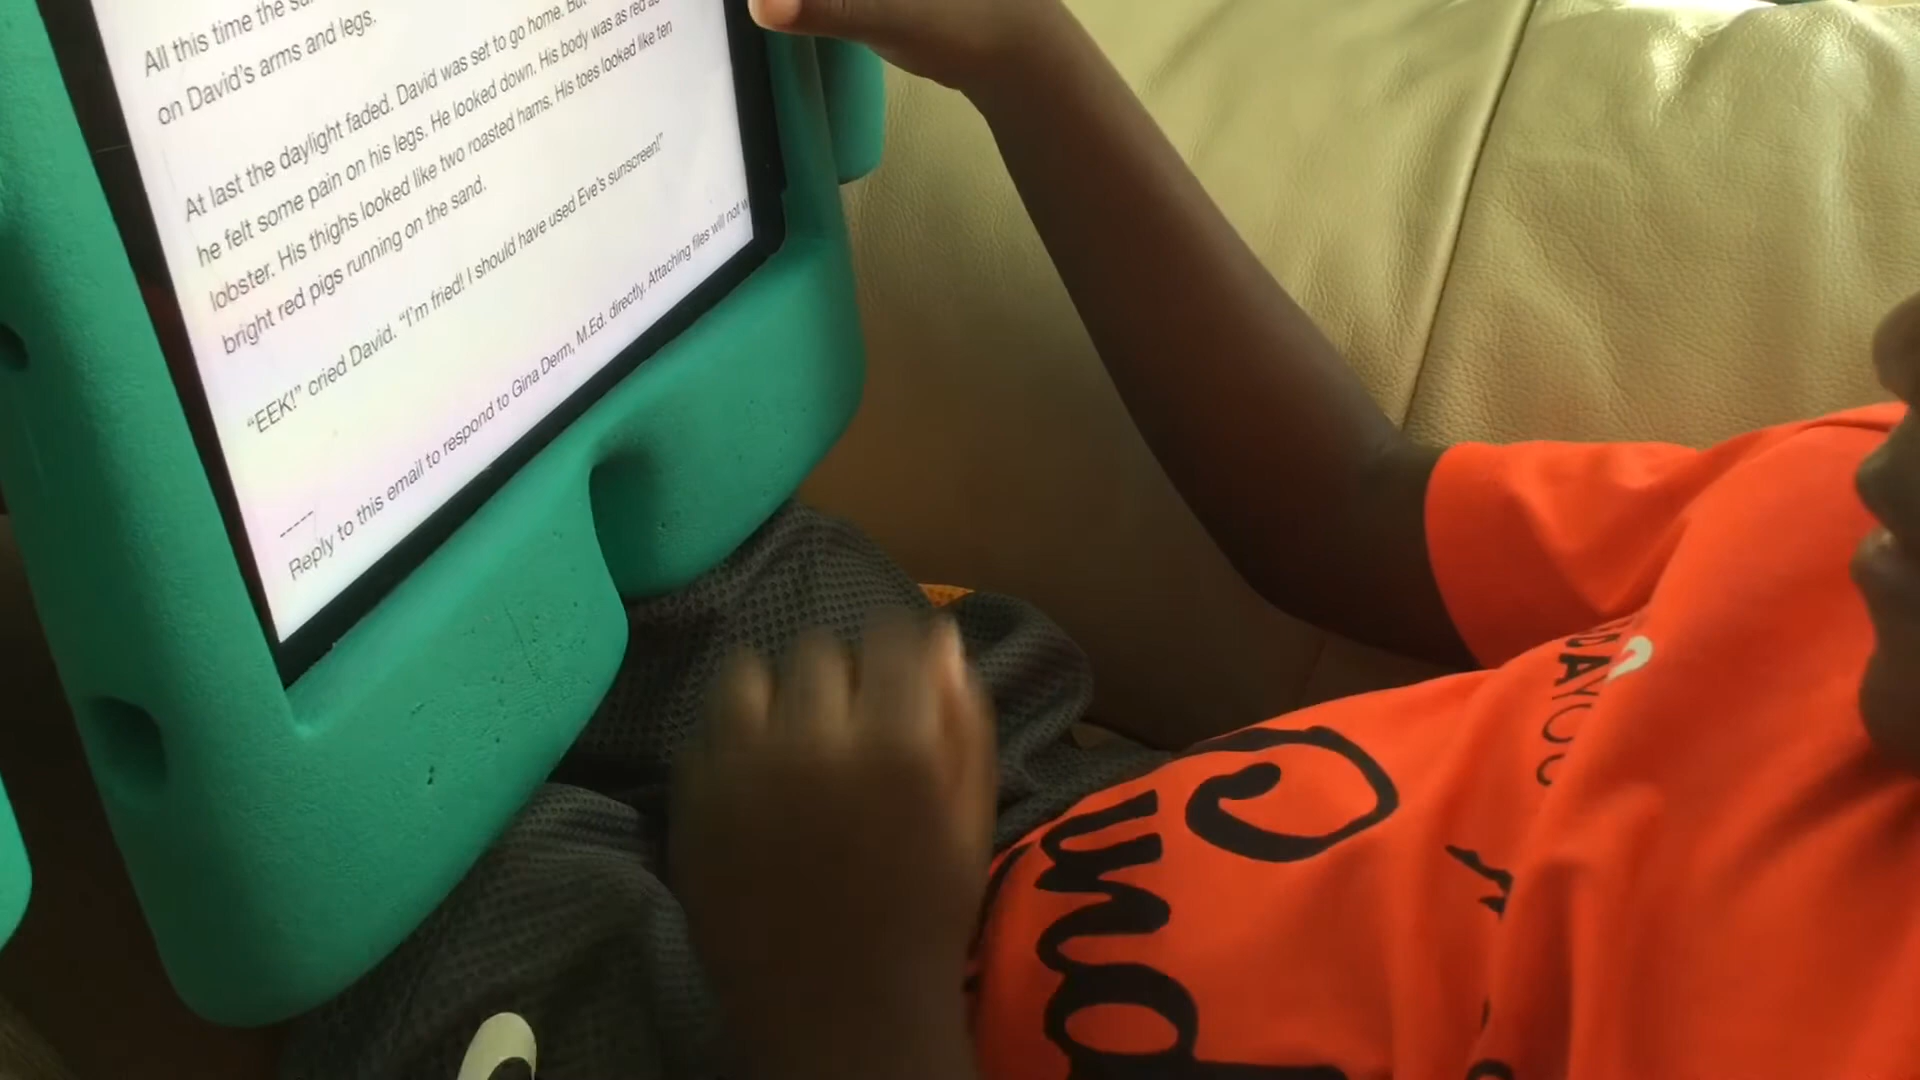 All this time the
on David's arms and legs.
At last the daylight faded. David was set to go home. But
he felt some pain on his legs. He looked down. His body was as red as
lobster. His thighs looked like two roasted hams. His toes looked like ten
bright red pigs running on the sand.
"EEK!" cried David. "I'm fried! I should have used Eve's sunscreen!"
-----
Reply to this email to respond to Gina Derm, M.Ed. directly. Attaching files will not